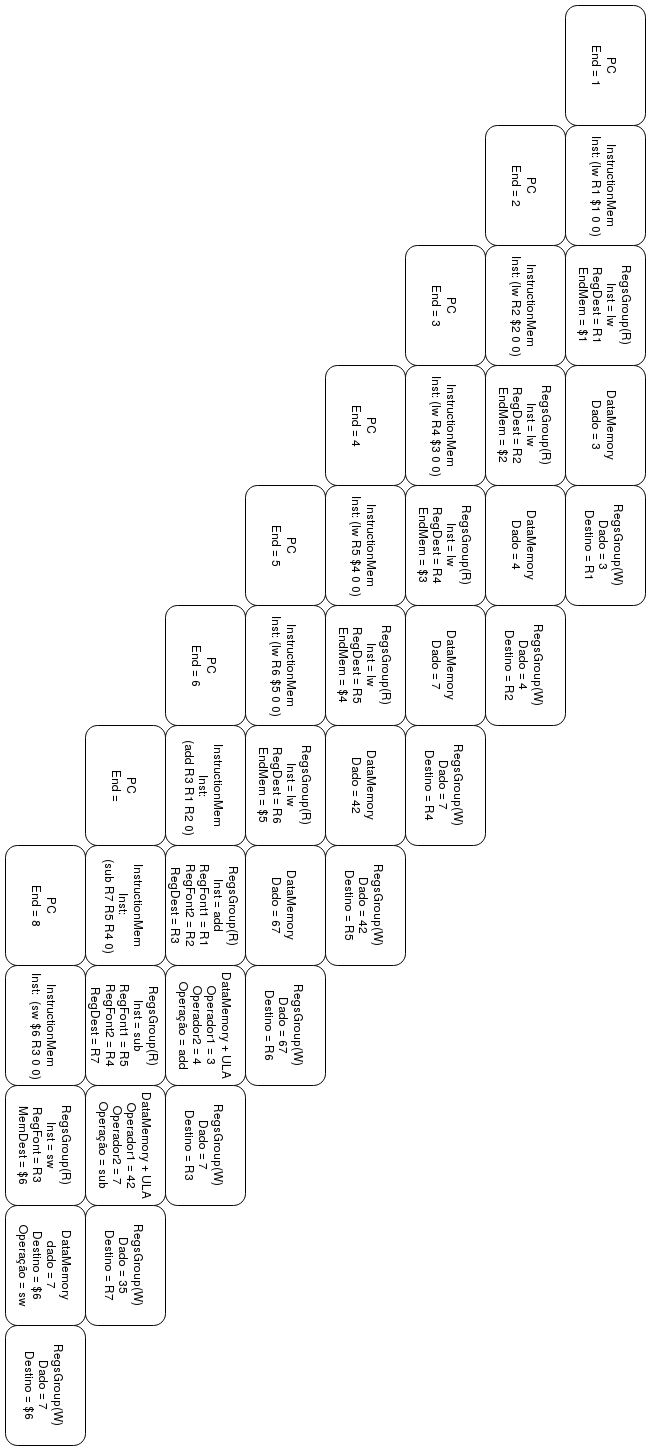 PC
End = 1
InstructionMem
Inst: (lw R1 $1 0 0)
RegsGroup(R)
Inst = lw
RegDest = R1
EndMem = $1
DataMemory
Dado = 3
RegsGroup(W)
Dado = 3
Destino = R1
PC
End = 2
InstructionMem
Inst: (lw R2 $2 0 0)
RegsGroup(R)
Inst = lw
RegDest = R2
EndMem = $2
DataMemory
Dado = 4
RegsGroup(W)
Dado = 4
Destino = R2
PC
End = 3
InstructionMem
Inst: (lw R4 $3 0 0)
RegsGroup(R)
Inst = lw
RegDest = R4
EndMem = $3
DataMemory
Dado = 7
RegsGroup(W)
Dado = 7
Destino = R4
PC
End = 4
InstructionMem
Inst: (lw R5 $4 0 0)
RegsGroup(R)
Inst = lw
RegDest = R5
EndMem = $4
DataMemory
Dado = 42
RegsGroup(W)
Dado = 42
Destino = R5
PC
End = 5
InstructionMem
Inst: (lw R6 $5 0 0)
RegsGroup(R)
Inst = lw
RegDest = R6
EndMem = $5
DataMemory
Dado = 67
RegsGroup(W)
Dado = 67
Destino = R6
PC
End = 6
InstructionMem
Inst:
(add R3 R1 R2 0)
RegsGroup(R)
Inst = add
RegFont1 = R1
RegFont2 = R2
RegDest = R3
DataMemory + ULA
Operador1 = 3
Operador2 = 4
Operação = add
RegsGroup(W)
Dado = 7
Destino = R3
PC
End =
InstructionMem
Inst:
(sub R7 R5 R4 0)
RegsGroup(R)
Inst = sub
RegFont1 = R5
RegFont2 = R4
RegDest = R7
DataMemory + ULA
Operador1 = 42
Operador2 = 7
Operação = sub
RegsGroup(W)
Dado = 35
Destino = R7
PC
End = 8
InstructionMem
Inst: (sw $6 R3 0 0)
RegsGroup(R)
Inst = sw
RegFont = R3
MemDest = $6
DataMemory
dado = 7
Destino = $6
Operação = sw
RegsGroup(W)
Dado = 7
Destino = $6